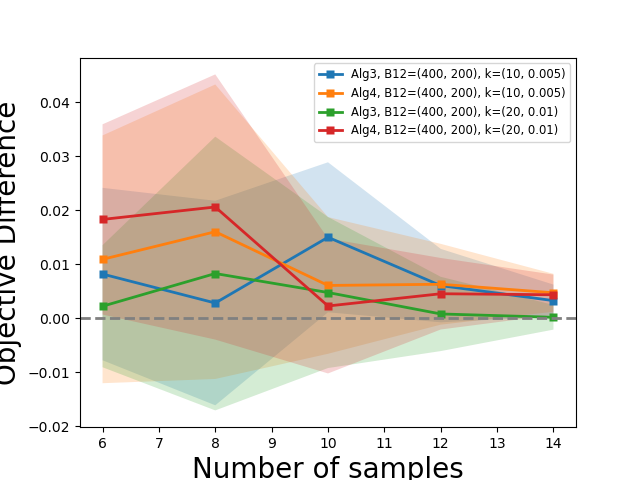 Alg3, B12=(400, 200), k=(10, 0.005)
Alg4, B12=(400, 200), k=(10, 0.005)
Alg3, B12=(400, 200), k=(20, 0.01)
Alg4, B12=(400, 200), k=(20, 0.01)
Objective Difference
0.04
0.03
0.02
0.01
0.00
−0.01
−0.02
6 7 8 9 10 11 12 13 14
Number of samples